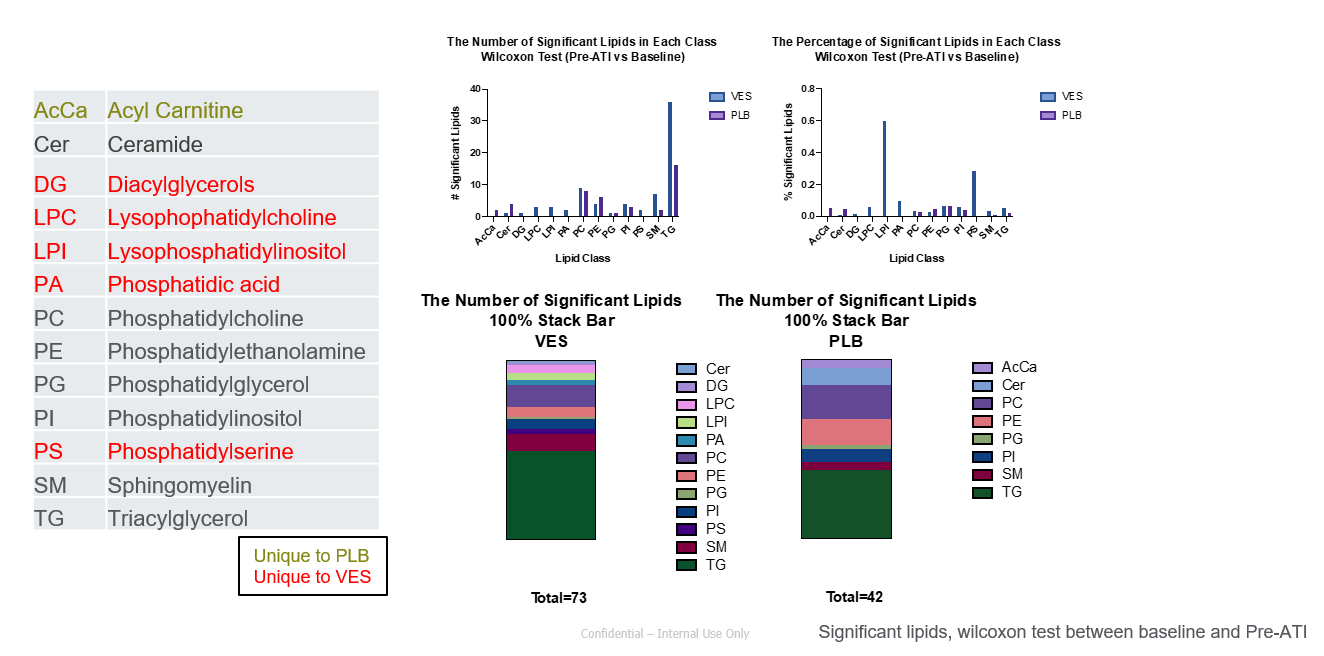 AcCa Acyl Carnitine
Cer Ceramide
DG Diacylglycerols
LPC Lysophophatidylcholine
LPI Lysophosphatidylinositol
PA Phosphatidic acid
PC Phosphatidylcholine
PE Phosphatidylethanolamine
PG Phosphatidylglycerol
PI Phosphatidylinositol
PS Phosphatidylserine
SM Sphingomyelin
TG Triacylglycerol
Unique to PLB
Unique to VES
The Number of Significant Lipids in Each Class
Wilcoxon Test (Pre-ATI vs Baseline)
# Significant Lipids
40
30
20
10
0
AcCa
Cer
DG
LPC
LPI
PA
PC
PE
PG
PI
PS
SM
TG
Lipid Class
VES
PLB
The Percentage of Significant Lipids in Each Class
Wilcoxon Test (Pre-ATI vs Baseline)
% Significant Lipids
0.8
0.6
0.4
0.2
0.0
AcCa
Cer
DG
LPC
LPI
PA
PC
PE
PG
PI
PS
SM
TG
Lipid Class
VES
PLB
The Number of Significant Lipids
100% Stack Bar
VES
Cer
DG
LPC
LPI
PA
PC
PE
PG
PI
PS
SM
TG
Total=73
The Number of Significant Lipids
100% Stack Bar
PLB
AcCa
Cer
PC
PE
PG
PI
SM
TG
Total=42
Confidential – Internal Use Only
Significant lipids, wilcoxon test between baseline and Pre-ATI